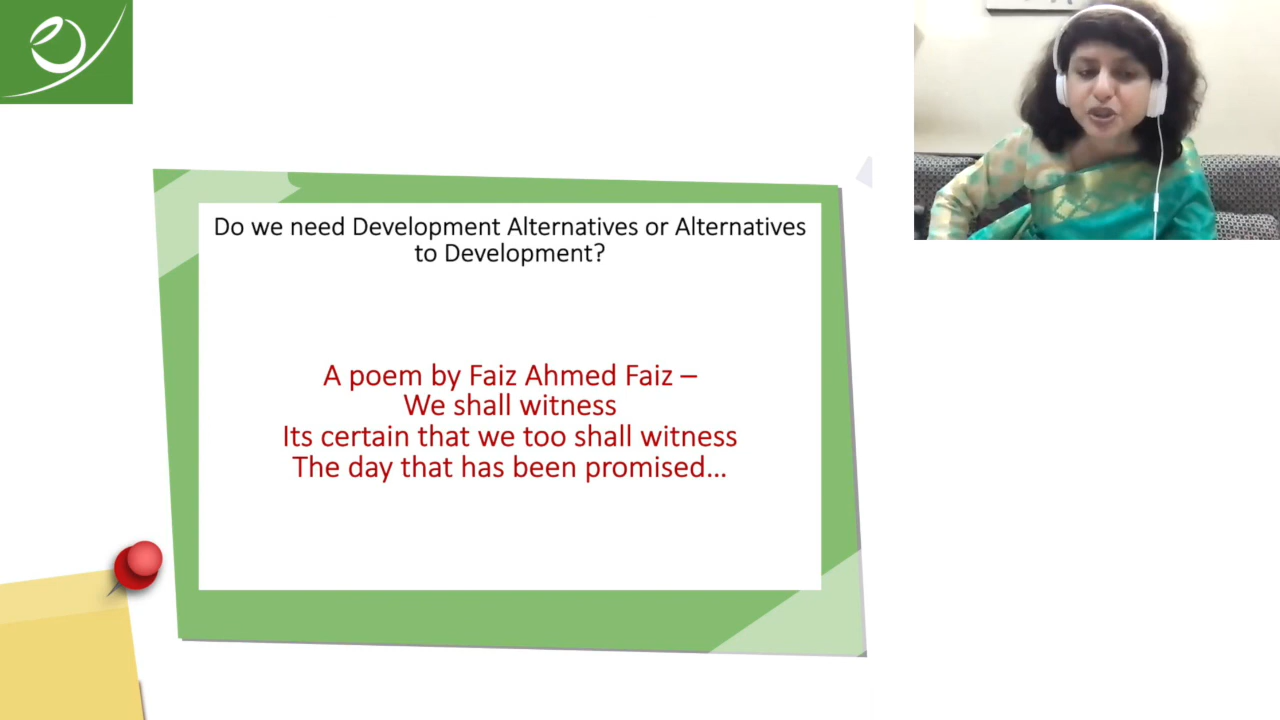 Do we need Development Alternatives or Alternatives
to Development?
A poem by Faiz Ahmed Faiz –
We shall witness
Its certain that we too shall witness
The day that has been promised...